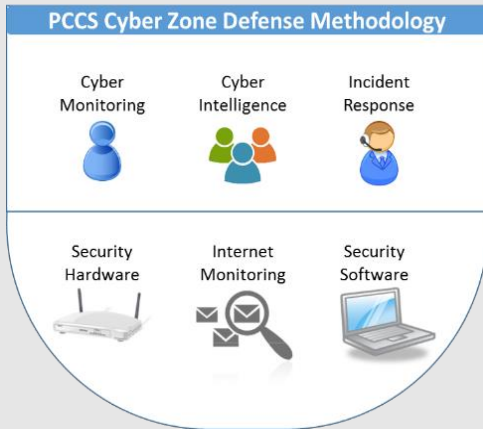 PCCS Cyber Zone Defense Methodology
Cyber
Monitoring
Cyber
Intelligence
Incident
Response
Security
Hardware
Internet
Monitoring
Security
Software